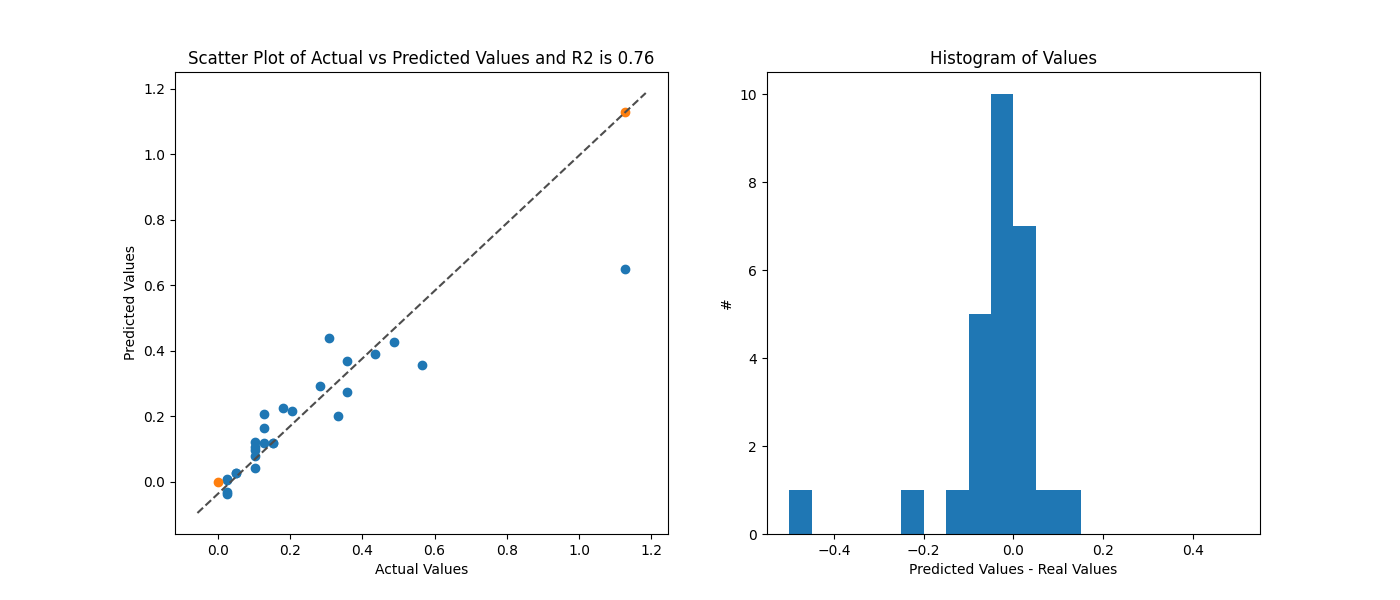 Scatter Plot of Actual vs Predicted Values and R2 is 0.76
1.2
1.0
0.8
0.6
0.4
0.2
0.0
Predicted Values
0.0 0.2 0.4 0.6 0.8 1.0 1.2
Actual Values
Histogram of Values
10
8
6
4
2
0
#
−0.4 −0.2 0.0 0.2 0.4
Predicted Values - Real Values